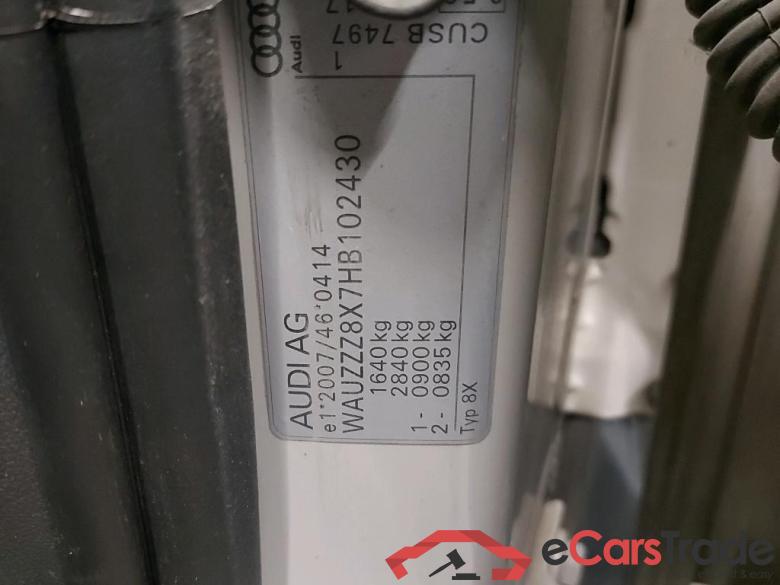 AUDI AG
e1*2007/46*0414
WAUZZZ8X7HB102430
1640kg
2840kg
1- 0900kg
2- 0835kg
Typ 8X
Audi
1
CUSB 7497
eCarsTrade